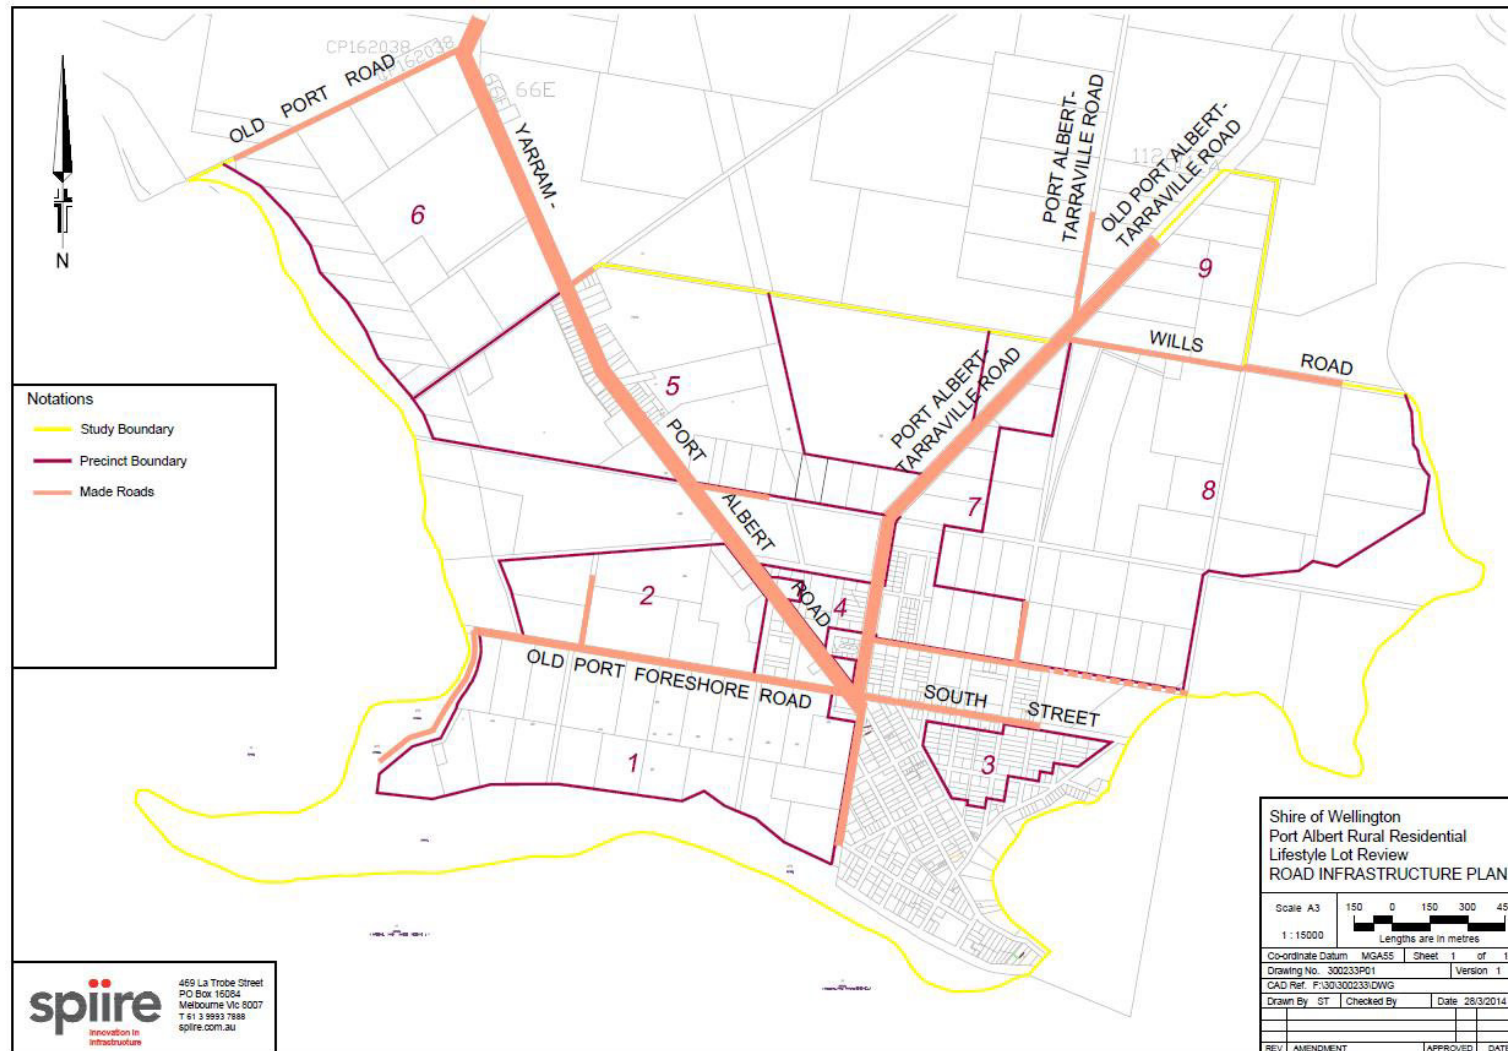 CP162038
CP162038
OLD PORT ROAD
66E
YARRAM -
PORT ALBERT-
TARRAVILLE ROAD
OLD PORT ALBERT-
TARRAVILLE ROAD
N
6
9
WILLS ROAD
5
PORT ALBERT-
TARRAVILLE ROAD
PORT
ALBERT
ROAD
7
8
2
4
OLD PORT FORESHORE ROAD
SOUTH STREET
1
3
Notations
Study Boundary
Precinct Boundary
Made Roads
spiire
Innovation in
Infrastructure
469 La Trobe Street
PO Box 16084
Melbourne Vic 8007
T 61 3 9993 7888
spiire.com.au
Shire of Wellington
Port Albert Rural Residential
Lifestyle Lot Review
ROAD INFRASTRUCTURE PLAN
Scale A3
1 : 15000
150 0 150 300 45
Lengths are in metres
Co-ordinate Datum MGA55 Sheet 1 of 1
Drawing No. 300233P01 Version 1
CAD Ref. F:\30\300233\DWG
Drawn By ST Checked By Date 28/3/2014
REV AMENDMENT APPROVED DATE